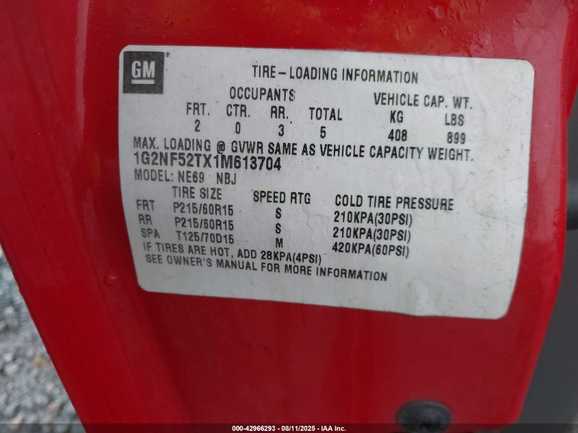 GM
TIRE-LOADING INFORMATION
OCCUPANTS VEHICLE CAP. WT.
FRT. CTR. RR. TOTAL KG LBS
2 0 3 5 408 899
MAX. LOADING @ GVWR SAME AS VEHICLE CAPACITY WEIGHT.
1G2NF52TX1M613704
MODEL: NE69 NBJ
TIRE SIZE SPEED RTG COLD TIRE PRESSURE
FRT P215/60R15 S 210KPA(30PSI)
RR P215/60R15 S 210KPA(30PSI)
SPA T125/70D15 M 420KPA(60PSI)
IF TIRES ARE HOT, ADD 28KPA(4PSI)
SEE OWNER'S MANUAL FOR MORE INFORMATION
000-42966293 - 08/11/2025 - IAA Inc.